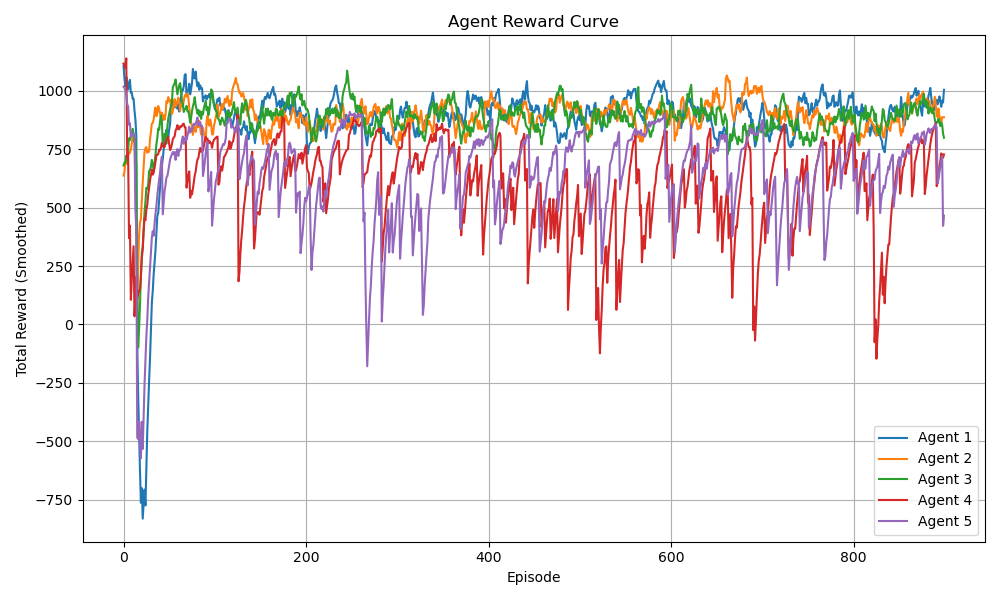 Agent Reward Curve
Total Reward (Smoothed)
1000
750
500
250
0
−250
−500
−750
0
200
400
600
800
Episode
Agent 1
Agent 2
Agent 3
Agent 4
Agent 5